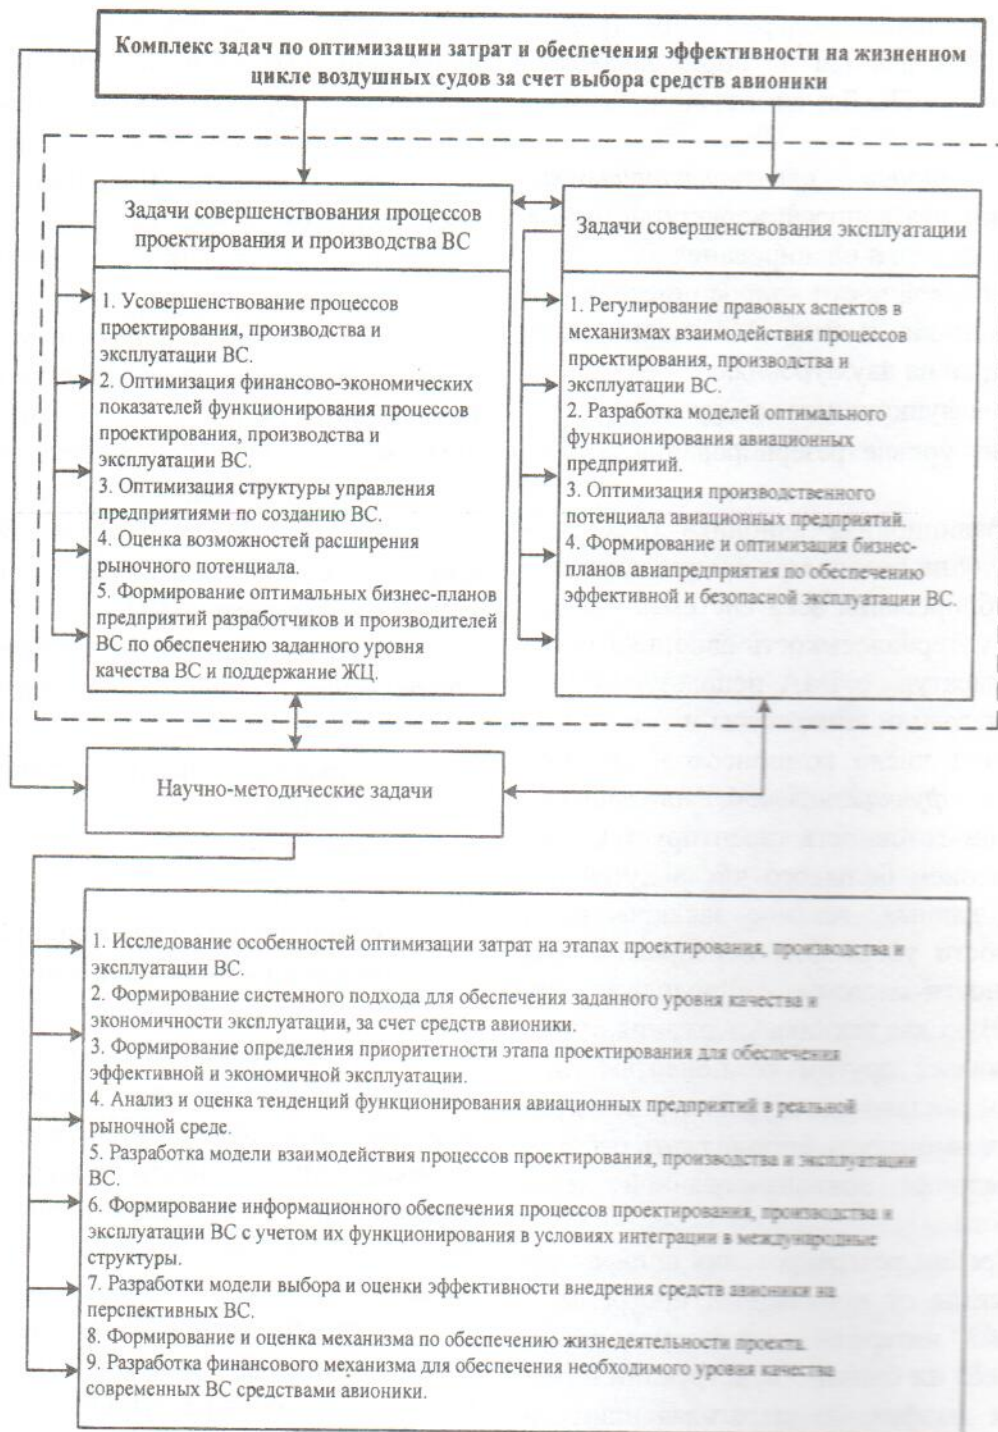 Комплекс задач по оптимизации затрат и обеспечения эффективности на жизненном
цикле воздушных судов за счет выбора средств авионики
Задачи совершенствования процессов
проектирования и производства ВС
1. Усовершенствование процессов
проектирования, производства и
эксплуатации ВС.
2. Оптимизация финансово-экономических
показателей функционирования процессов
проектирования, производства и
эксплуатации ВС.
3. Оптимизация структуры управления
предприятиями по созданию ВС.
4. Оценка возможностей расширения
рыночного потенциала.
5. Формирование оптимальных бизнес-планов
предприятий разработчиков и производителей
ВС по обеспечению заданного уровня
качества ВС и поддержание ЖЦ.
Задачи совершенствования эксплуатации
1. Регулирование правовых аспектов в
механизмах взаимодействия процессов
проектирования, производства и
эксплуатации ВС.
2. Разработка моделей оптимального
функционирования авиационных
предприятий.
3. Оптимизация производственного
потенциала авиационных предприятий.
4. Формирование и оптимизация бизнес-
планов авиапредприятия по обеспечению
эффективной и безопасной эксплуатации ВС.
Научно-методические задачи
1. Исследование особенностей оптимизации затрат на этапах проектирования, производства и
эксплуатации ВС.
2. Формирование системного подхода для обеспечения заданного уровня качества и
экономичности эксплуатации, за счет средств авионики.
3. Формирование определения приоритетности этапа проектирования для обеспечения
эффективной и экономичной эксплуатации.
4. Анализ и оценка тенденций функционирования авиационных предприятий в реальной
рыночной среде.
5. Разработка модели взаимодействия процессов проектирования, производства и эксплуатации
ВС.
6. Формирование информационного обеспечения процессов проектирования, производства и
эксплуатации ВС с учетом их функционирования в условиях интеграции в международные
структуры.
7. Разработки модели выбора и оценки эффективности внедрения средств авионики на
перспективных ВС.
8. Формирование и оценка механизма по обеспечению жизнедеятельности проекта.
9. Разработка финансового механизма для обеспечения необходимого уровня качества
современных ВС средствами авионики.